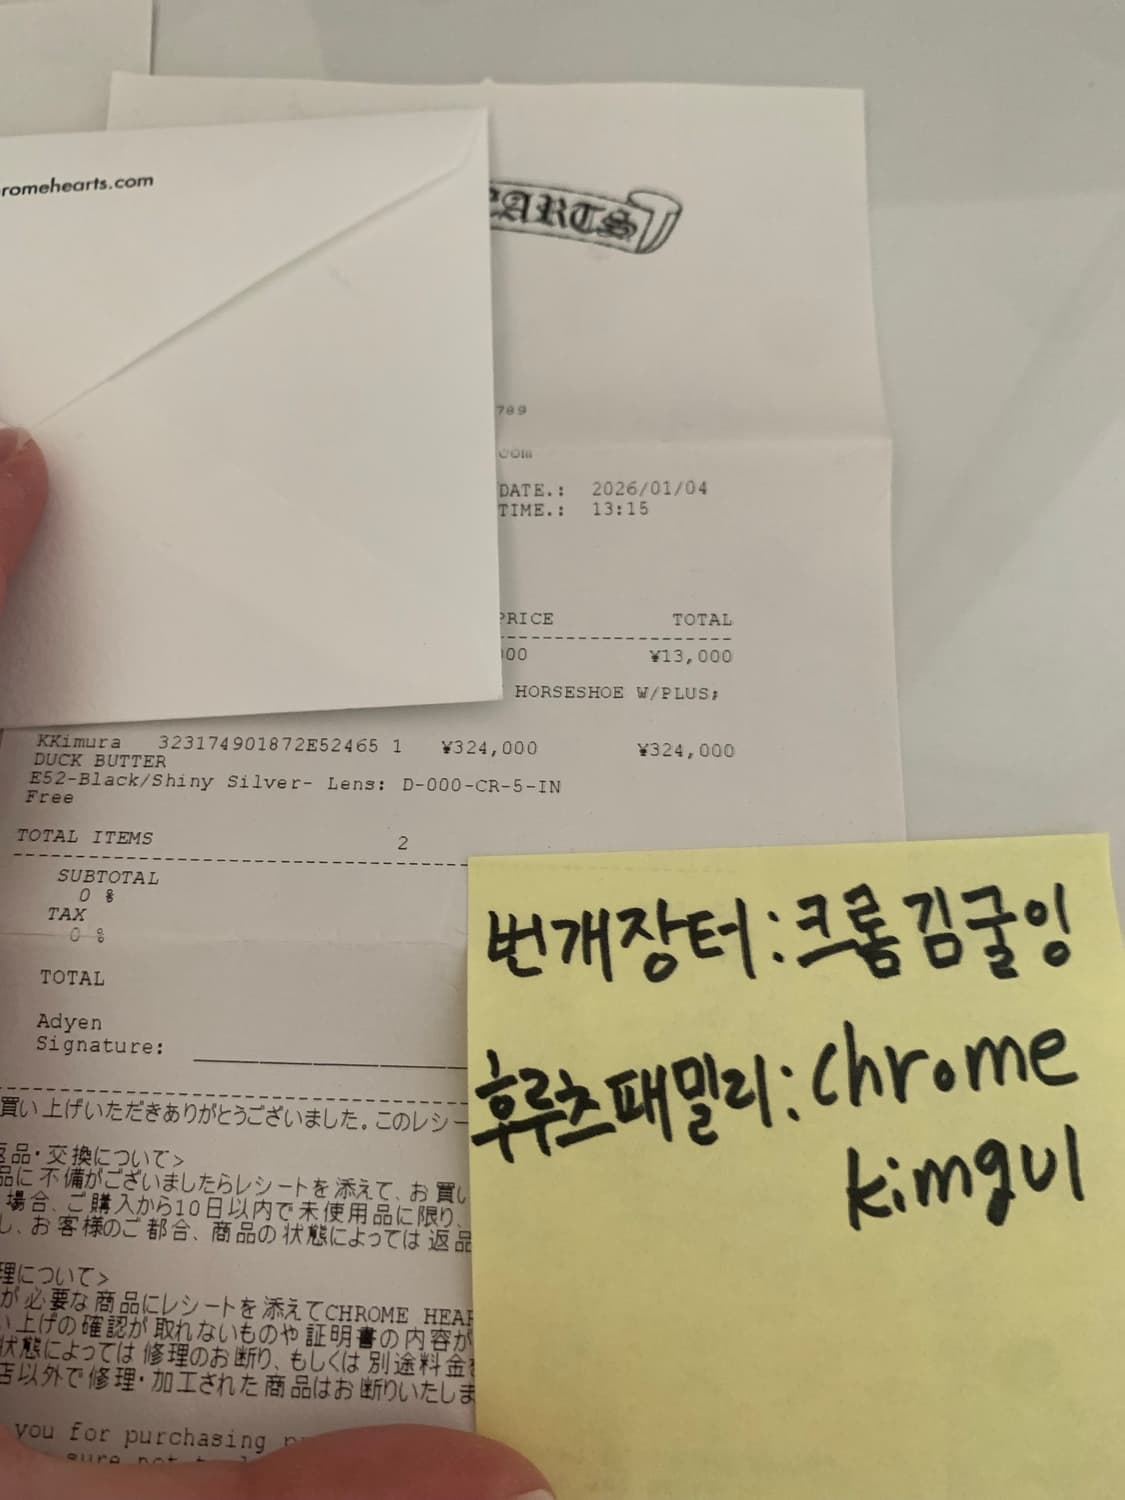 romehearts.com
EARTS
789
com
DATE.: 2026/01/04
TIME.: 13:15
PRICE TOTAL
00 ¥13,000
HORSESHOE W/PLUS;
KKimura 323174901872E52465 1 ¥324,000 ¥324,000
DUCK BUTTER
E52-Black/Shiny Silver- Lens: D-000-CR-5-IN
Free
TOTAL ITEMS 2
SUBTOTAL
0 %
TAX
0 %
TOTAL
Adyen
Signature:
買い上げいただきありがとうございました。このレシー
返品・交換について>
品に不備がございましたらレシートを添えて、お買い
場合、ご購入から10日以内で未使用品に限り、
し、お客様のご都合、商品の状態によっては返品
理について>
が必要な商品にレシートを添えてCHROME HEAR
い上げの確認が取れないものや証明書の内容が
状態によっては修理のお断り、もしくは別途料金を
店以外で修理・加工された商品はお断りいたしま
you for purchasing
sure not
번개장터:크롬김굴잉
후루츠패밀리:chrome
kimgul